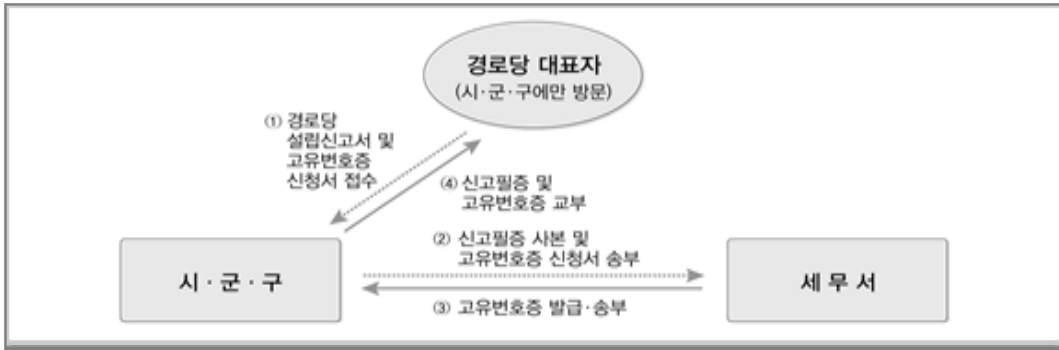 경로당 대표자
(시·군·구에만 방문)
① 경로당
설립신고서 및
고유번호증
신청서 접수
④ 신고필증 및
고유번호증 교부
② 신고필증 사본 및
고유번호증 신청서 송부
시·군·구
세 무 서
③ 고유번호증 발급·송부